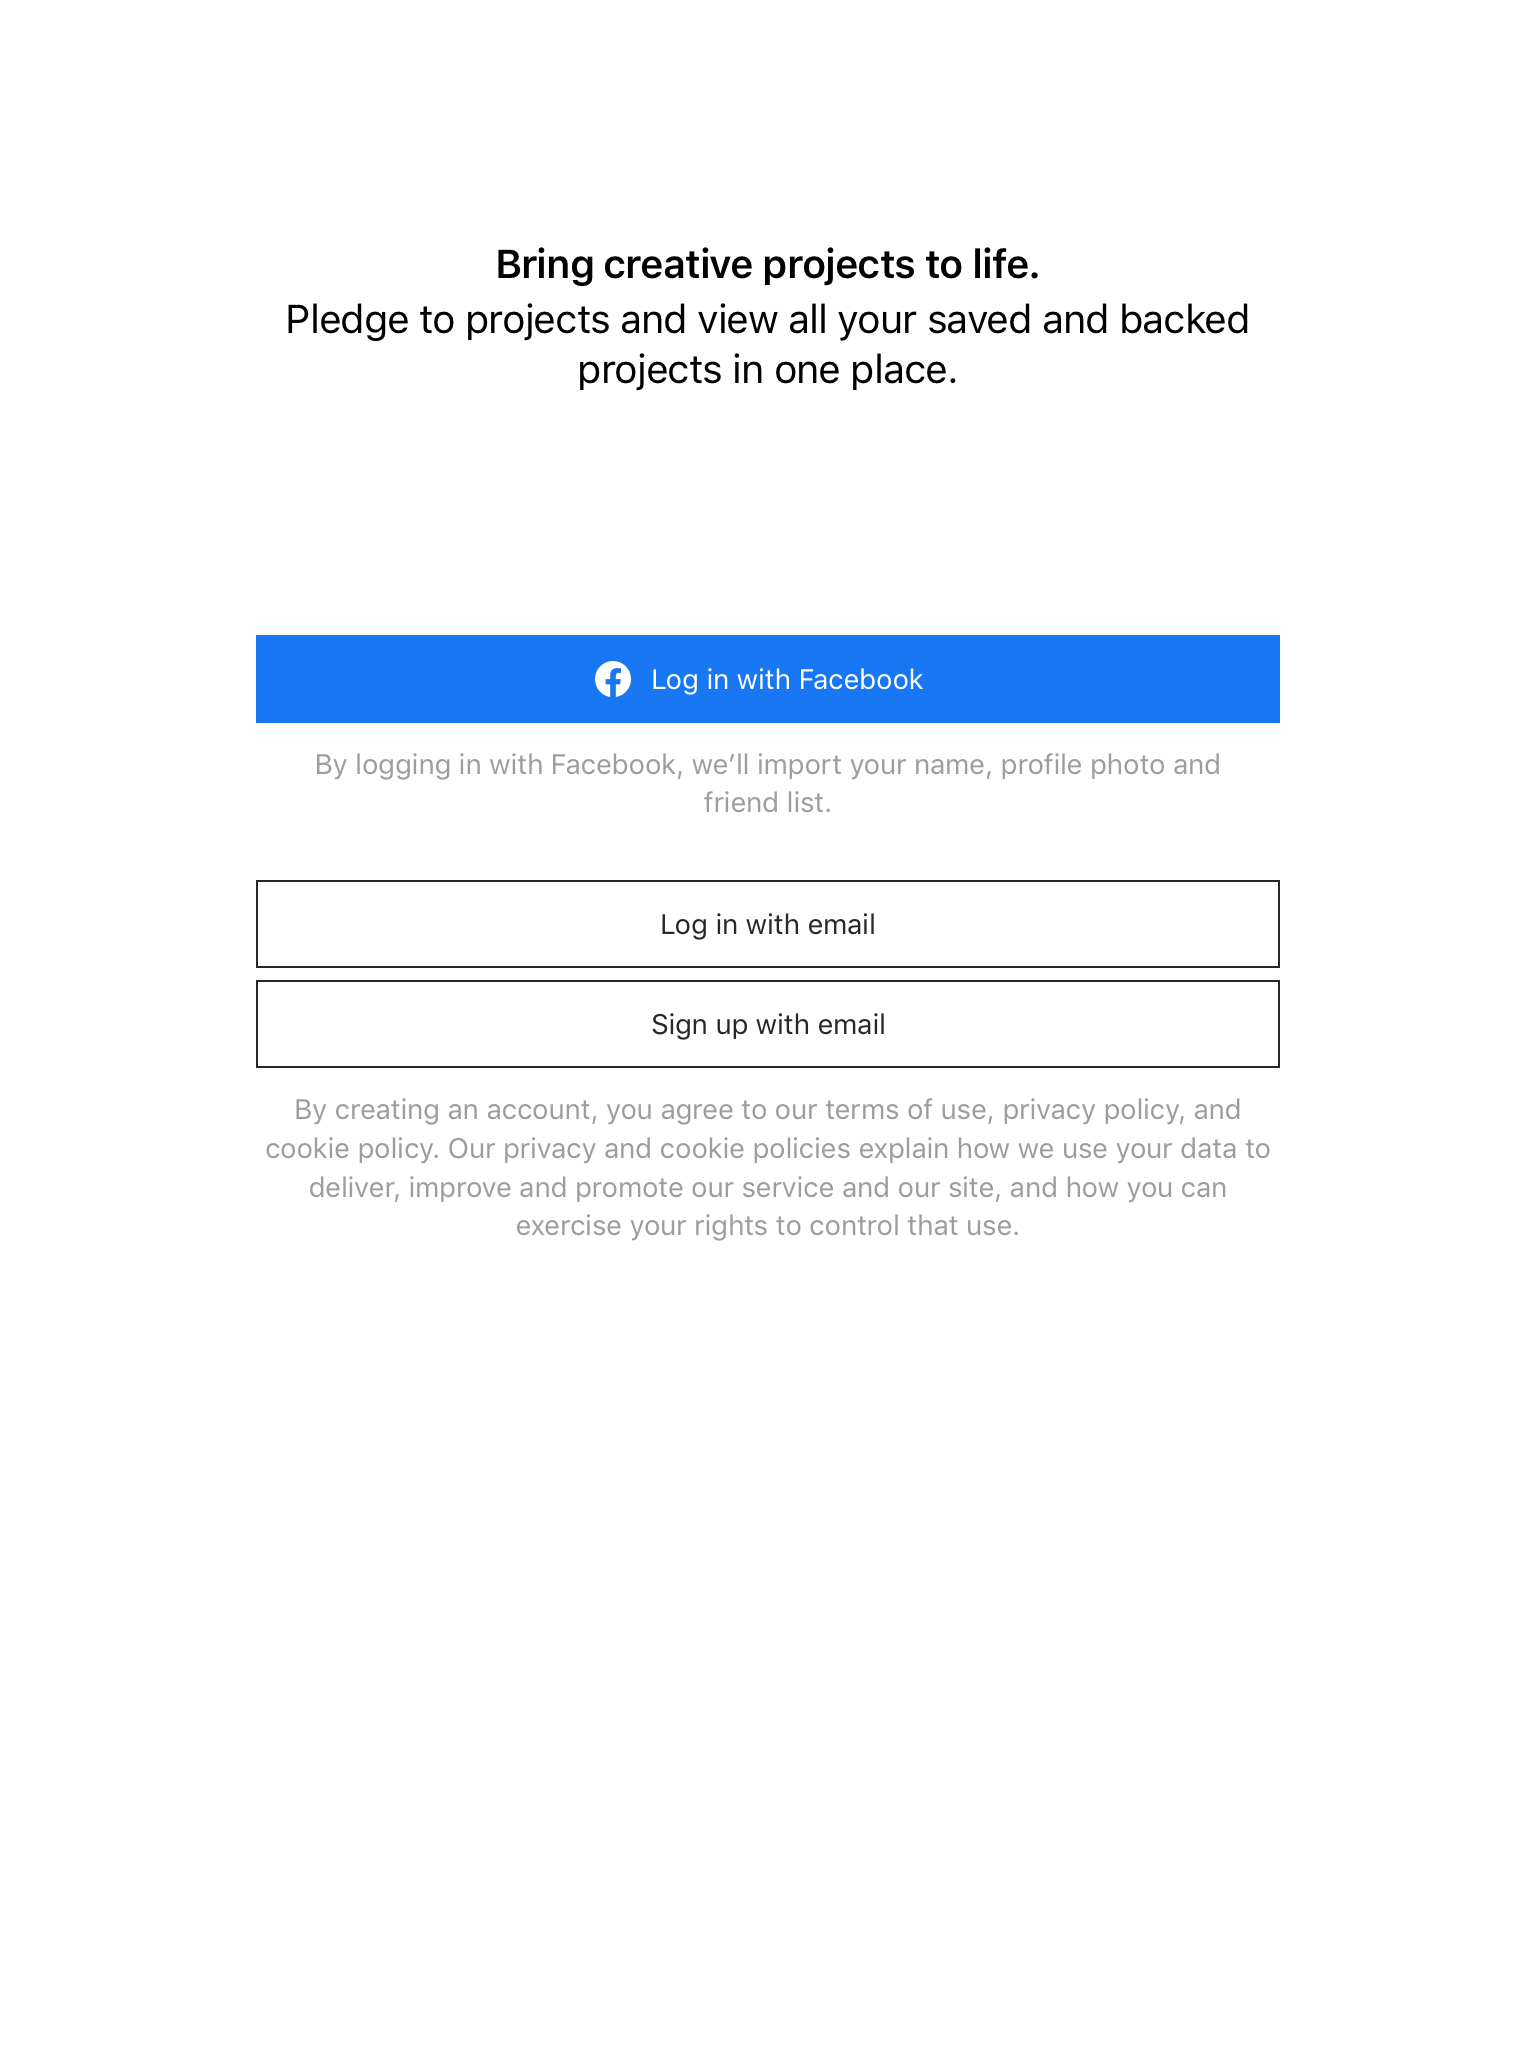 Bring creative projects to life.
Pledge to projects and view all your saved and backed
projects in one place.
Log in with Facebook
By logging in with Facebook, we’ll import your name, profile photo and
friend list.
Log in with email
Sign up with email
By creating an account, you agree to our terms of use, privacy policy, and
cookie policy. Our privacy and cookie policies explain how we use your data to
deliver, improve and promote our service and our site, and how you can
exercise your rights to control that use.